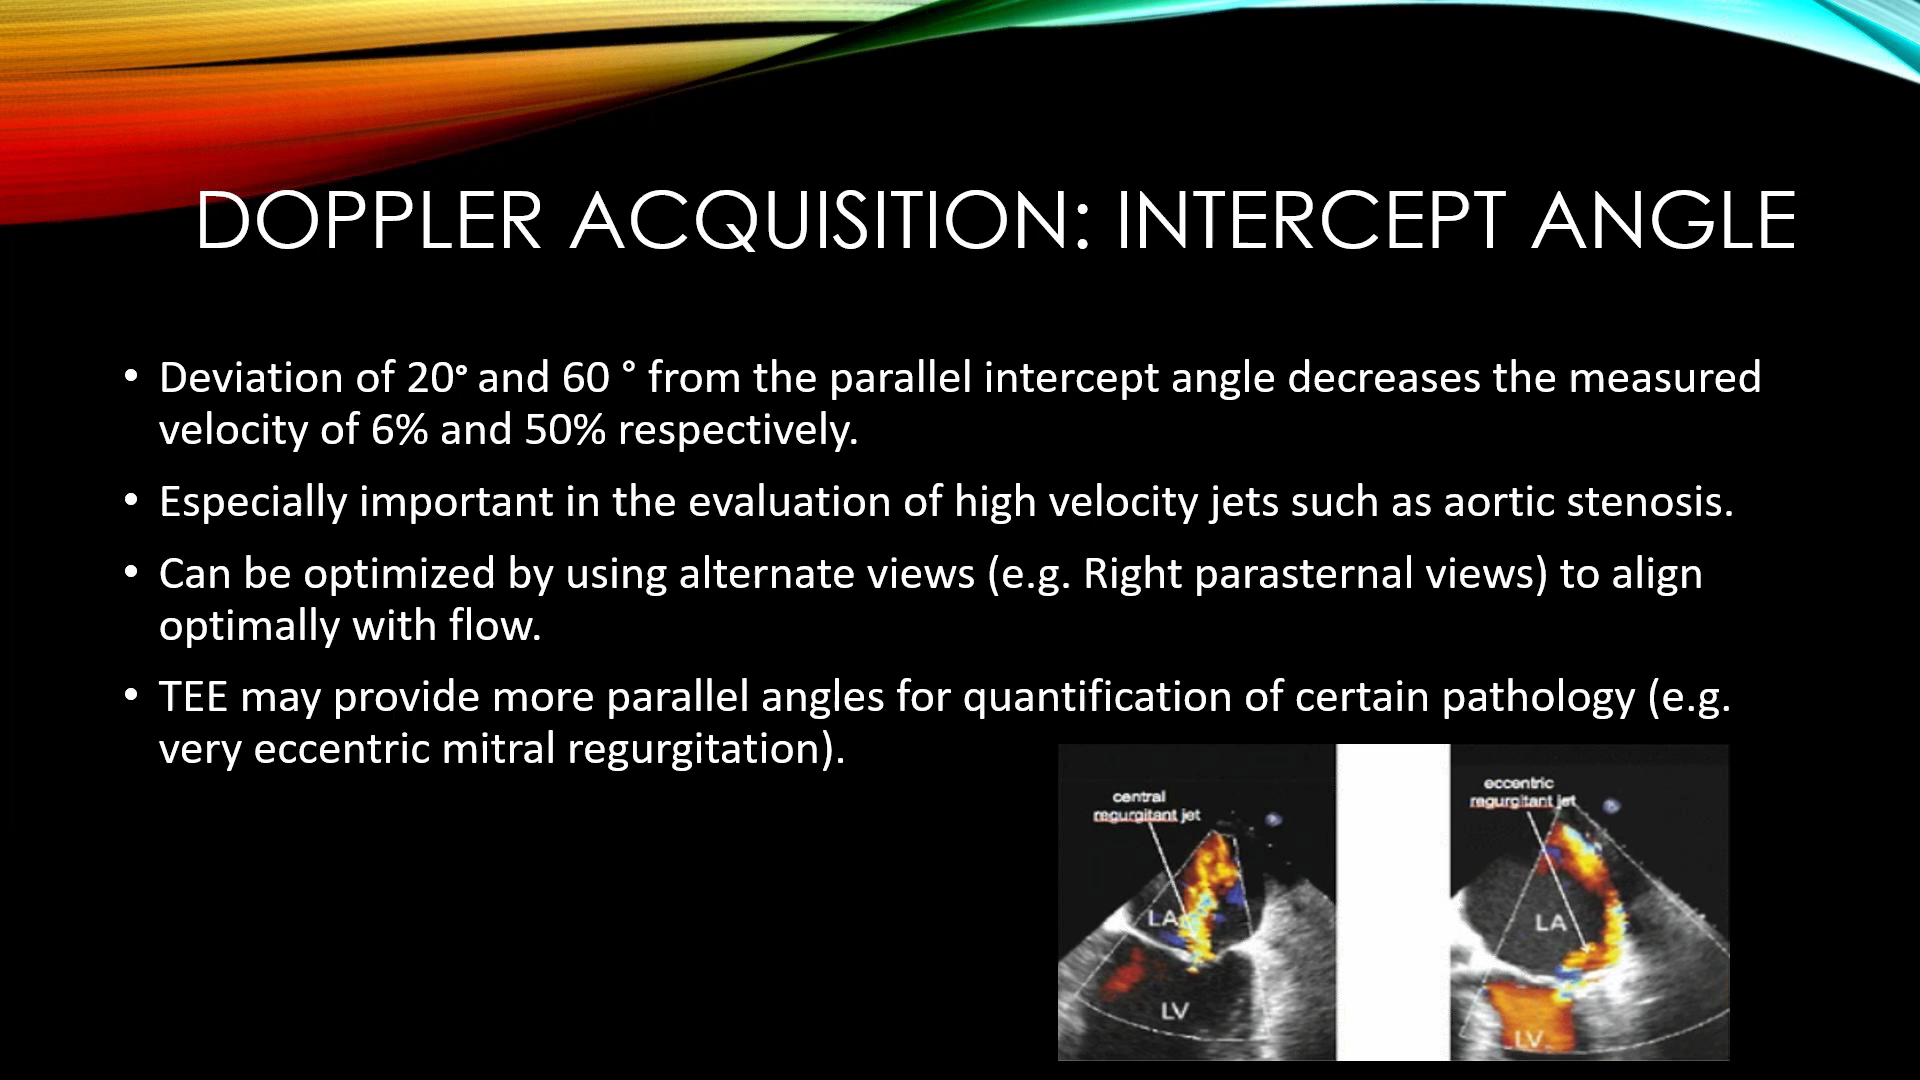 DOPPLER ACQUISITION: INTERCEPT ANGLE
• Deviation of 20° and 60 ° from the parallel intercept angle decreases the measured
velocity of 6% and 50% respectively.
• Especially important in the evaluation of high velocity jets such as aortic stenosis.
• Can be optimized by using alternate views (e.g. Right parasternal views) to align
optimally with flow.
• TEE may provide more parallel angles for quantification of certain pathology (e.g.
very eccentric mitral regurgitation).
central
regurgitant jet
LA
LV
eccentric
regurgitant jet
LA
LV